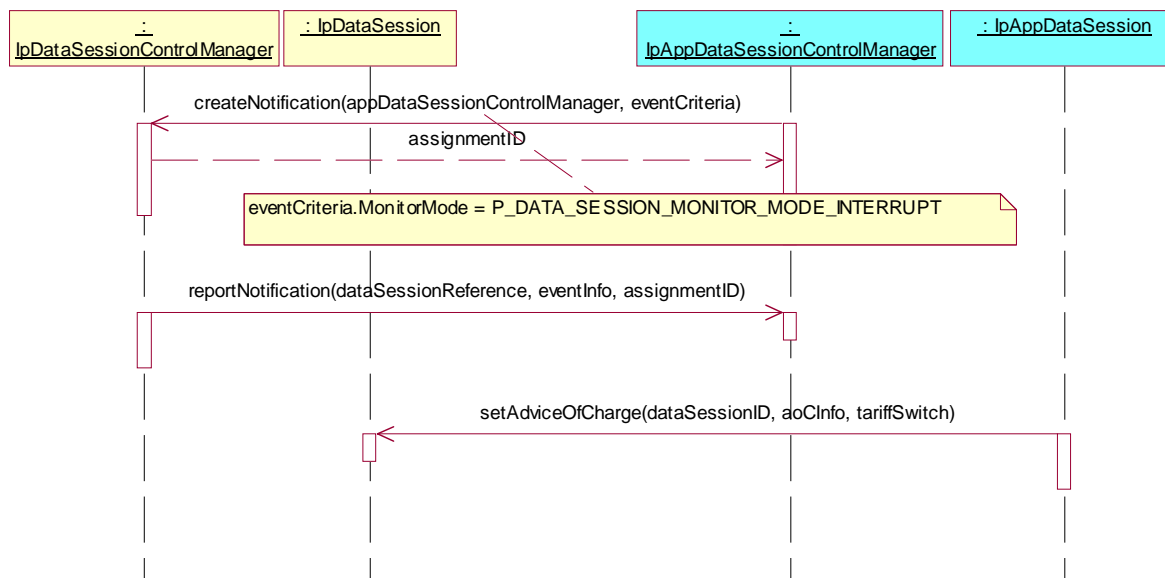 :
IpDataSessionControlManager
: IpDataSession
:
IpAppDataSessionControlManager
: IpAppDataSession
createNotification(appDataSessionControlManager, eventCriteria)
assignmentID
eventCriteria.MonitorMode = P_DATA_SESSION_MONITOR_MODE_INTERRUPT
reportNotification(dataSessionReference, eventInfo, assignmentID)
setAdviceOfCharge(dataSessionID, aoCInfo, tariffSwitch)